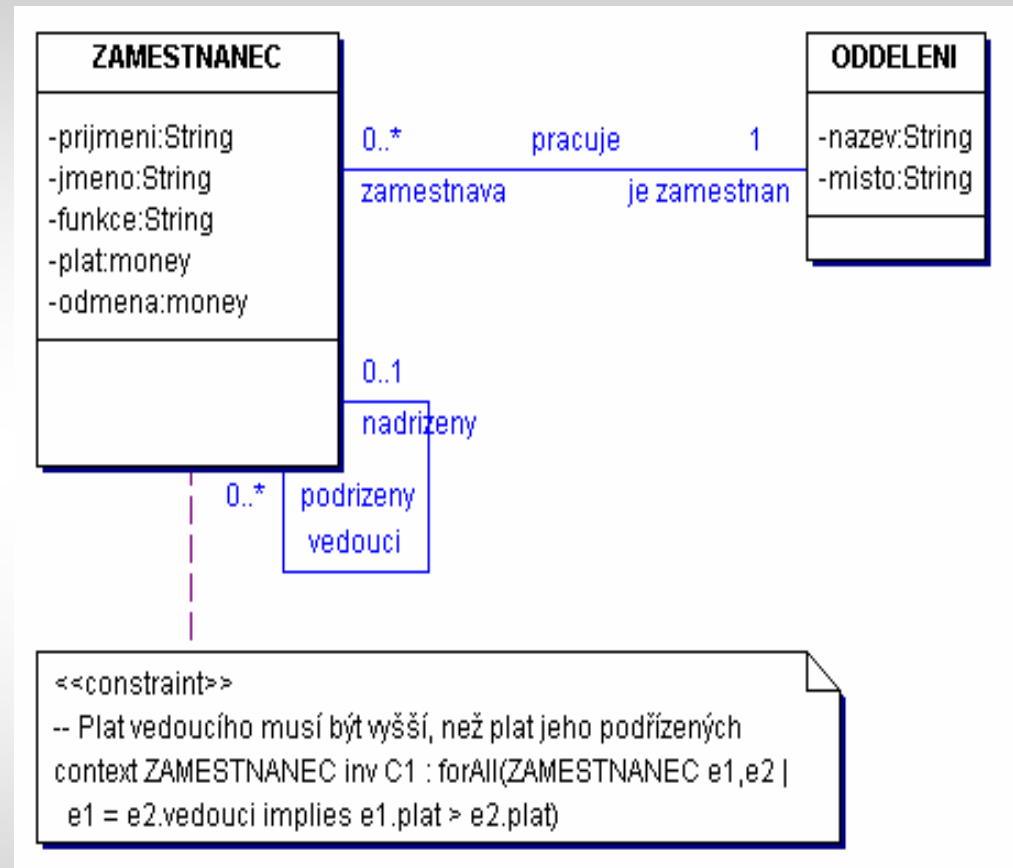 ZAMESTNANEC
-prijmeni:String
-jmeno:String
-funkce:String
-plat:money
-odmena:money
0..* pracuje 1
zamestnava je zamestnan
ODDELENI
-nazev:String
-misto:String
0..1
nadrizeny
0..* podrizeny
vedouci
<<constraint>>
-- Plat vedoucího musí být vyšší, než plat jeho podřízených
context ZAMESTNANEC inv C1 : forAll(ZAMESTNANEC e1,e2 |
e1 = e2.vedouci implies e1.plat > e2.plat)